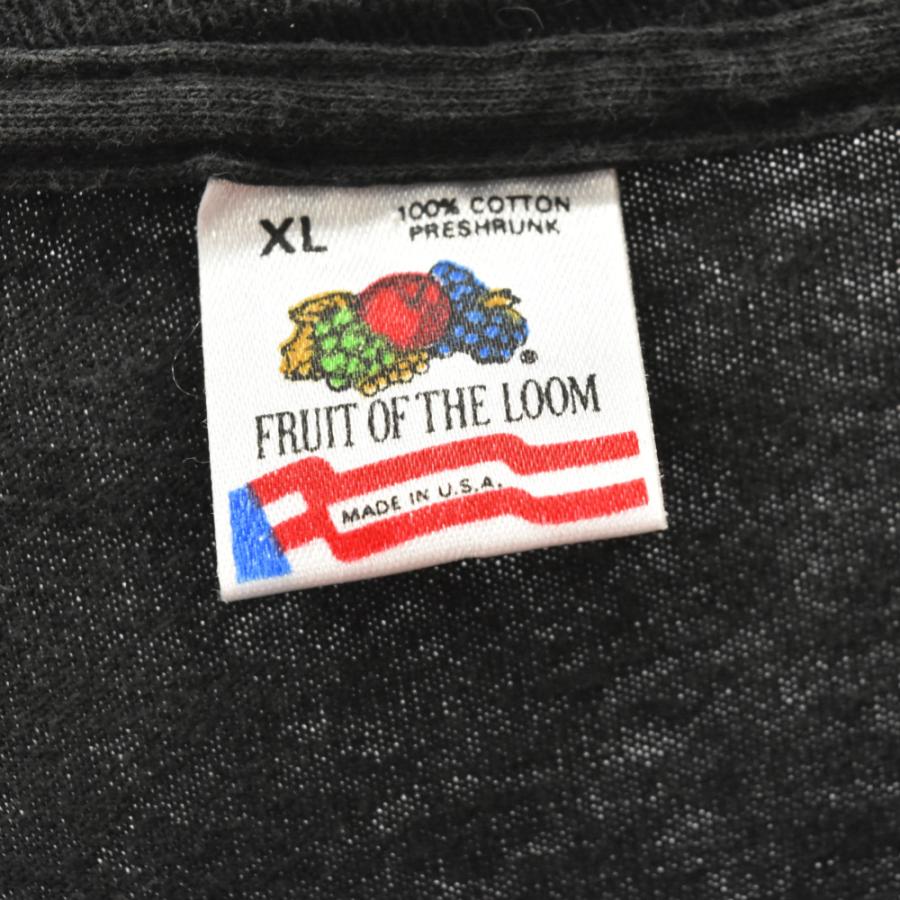 XL
100% COTTON
PRESHRUNK
FRUIT OF THE LOOM
MADE IN U.S.A.